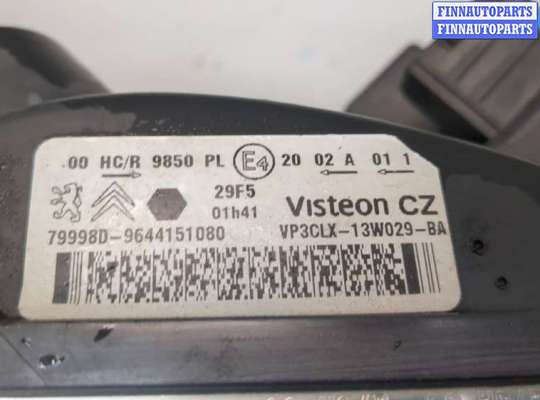 FINNAUTOPARTS
FINNAUTOPARTS
00 HC/R 9850 PL E4 20 02 A 01 1
29F5
01h41
Visteon CZ
79998D-9644151080 VP3CLX-13W029-BA